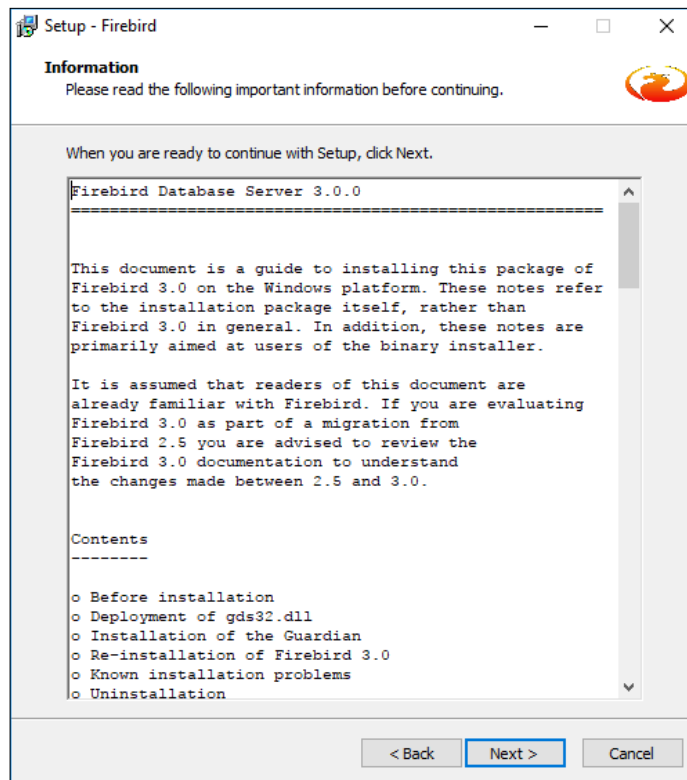 Setup - Firebird
Information
Please read the following important information before continuing.
When you are ready to continue with Setup, click Next.
Firebird Database Server 3.0.0
=======================================================
This document is a guide to installing this package of
Firebird 3.0 on the Windows platform. These notes refer
to the installation package itself, rather than
Firebird 3.0 in general. In addition, these notes are
primarily aimed at users of the binary installer.
It is assumed that readers of this document are
already familiar with Firebird. If you are evaluating
Firebird 3.0 as part of a migration from
Firebird 2.5 you are advised to review the
Firebird 3.0 documentation to understand
the changes made between 2.5 and 3.0.
Contents
--------
o Before installation
o Deployment of gds32.dll
o Installation of the Guardian
o Re-installation of Firebird 3.0
o Known installation problems
o Uninstallation
< Back Next > Cancel